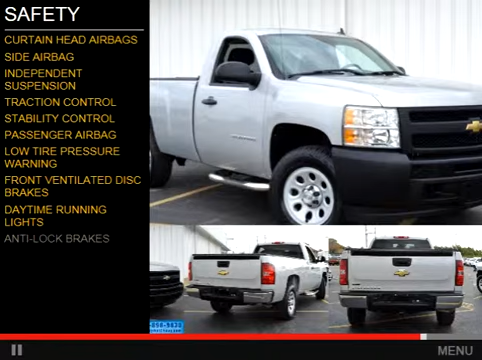 SAFETY
CURTAIN HEAD AIRBAGS
SIDE AIRBAG
INDEPENDENT
SUSPENSION
TRACTION CONTROL
STABILITY CONTROL
PASSENGER AIRBAG
LOW TIRE PRESSURE
WARNING
FRONT VENTILATED DISC
BRAKES
DAYTIME RUNNING
LIGHTS
ANTI-LOCK BRAKES
MENU